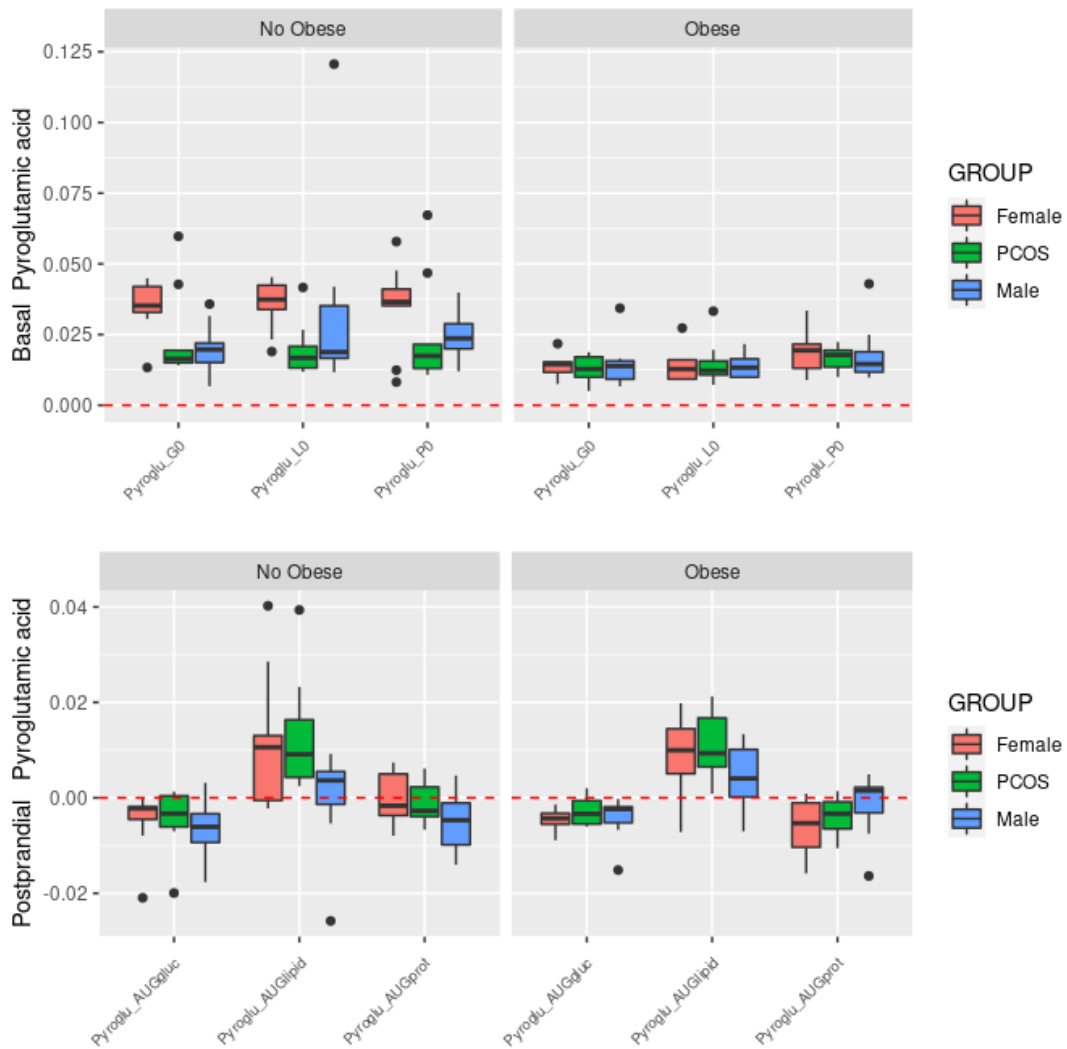 No Obese
Obese
Basal Pyroglutamic acid
0.125
0.100
0.075
0.050
0.025
0.000
Pyroglu_G0
Pyroglu_L0
Pyroglu_P0
Pyroglu_G0
Pyroglu_L0
Pyroglu_P0
GROUP
Female
PCOS
Male
No Obese
Obese
Postprandial Pyroglutamic acid
0.04
0.02
0.00
-0.02
Pyroglu_AUGgluc
Pyroglu_AUGlipid
Pyroglu_AUGprot
Pyroglu_AUGgluc
Pyroglu_AUGlipid
Pyroglu_AUGprot
GROUP
Female
PCOS
Male